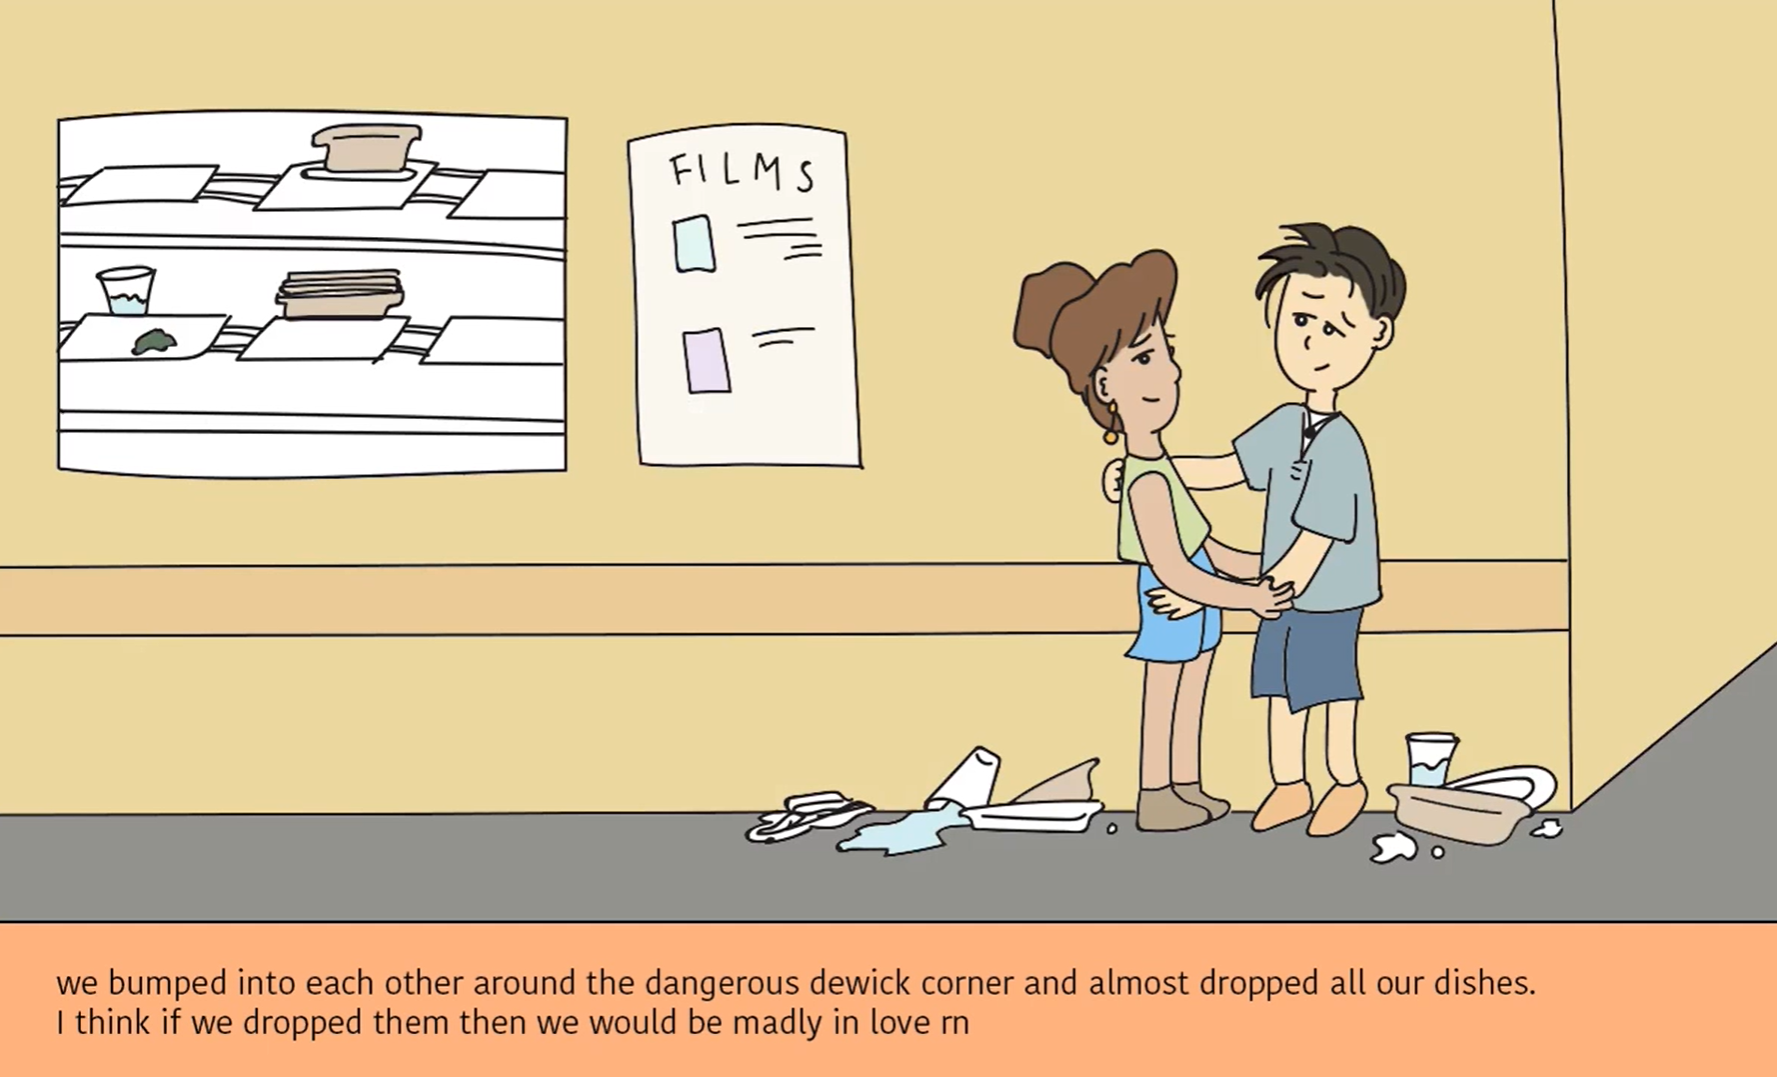 FILMS
we bumped into each other around the dangerous dewick corner and almost dropped all our dishes.
I think if we dropped them then we would be madly in love rn